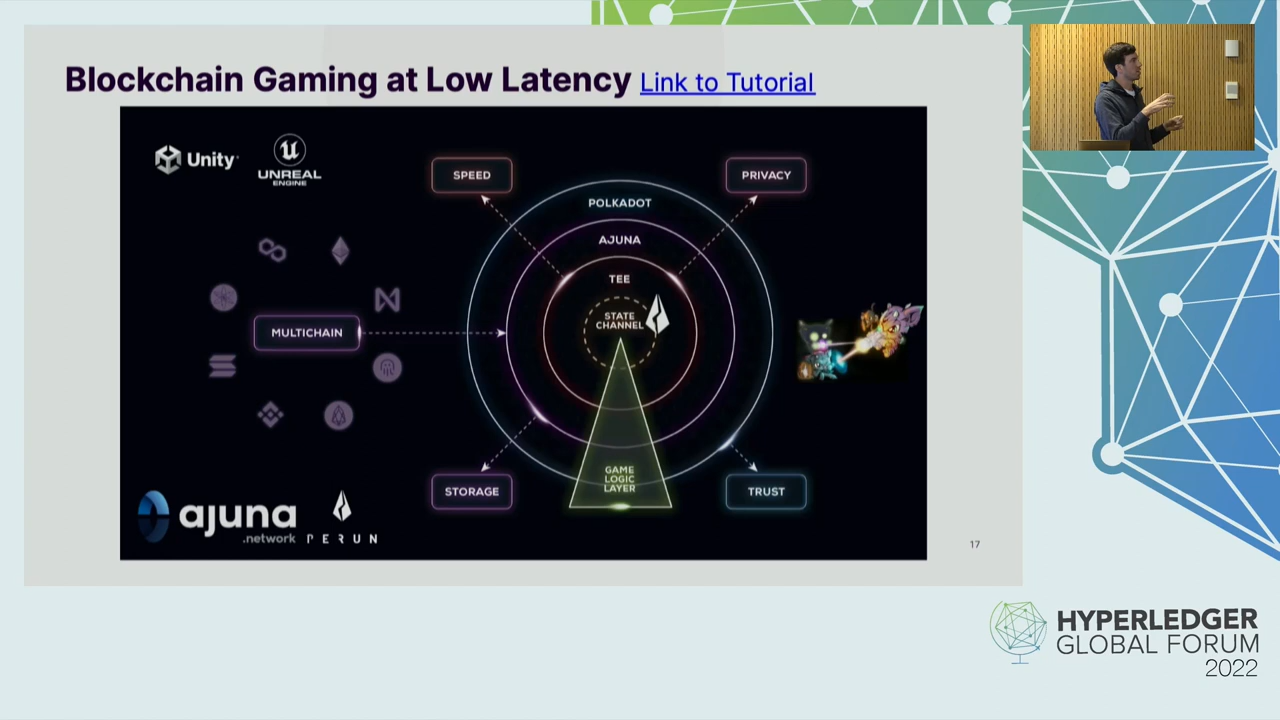 Blockchain Gaming at Low Latency Link to Tutorial
Unity
UNREAL
ENGINE
SPEED
PRIVACY
POLKADOT
AJUNA
TEE
STATE
CHANNEL
MULTICHAIN
GAME
LOGIC
LAYER
STORAGE
TRUST
ajuna
.network
PERUN
17
HYPERLEDGER
GLOBAL FORUM
2022